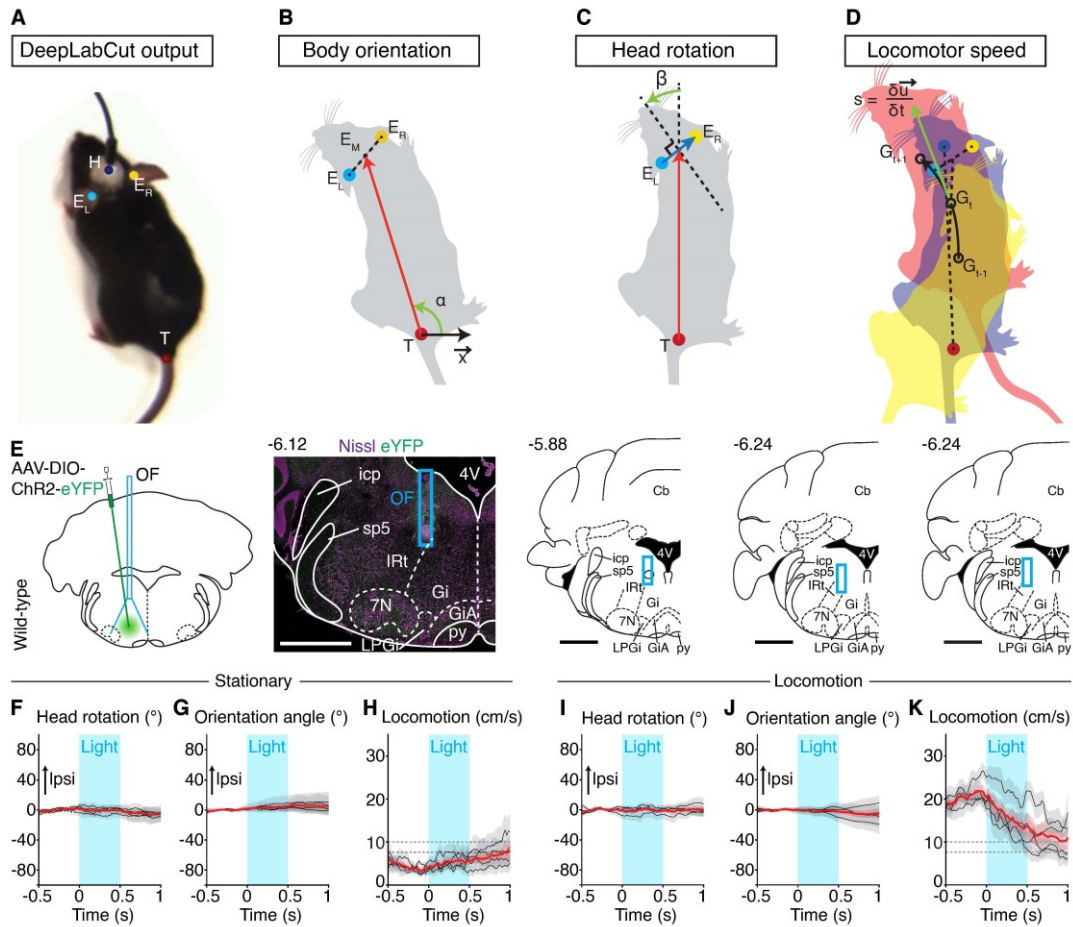 A
DeepLabCut output
H
E_R
E_L
T
B
Body orientation
E_R
E_M
E_L
α
T
x
C
Head rotation
β
E_R
E_L
T
D
Locomotor speed
s = δu / δt
G_t+1
G_t
G_t-1
E
AAV-DIO-
ChR2-eYFP
OF
Wild-type
-6.12 Nissl eYFP
icp
4V
OF
sp5
IRt
7N
Gi
GiA
py
LPGi
-5.88
Cb
4V
icp
sp5
IRt
Gi
7N
LPGi GiA py
-6.24
Cb
4V
icp
sp5
IRt
Gi
7N
LPGi GiA py
-6.24
Cb
4V
icp
sp5
IRt
Gi
7N
LPGi GiA py
Stationary
Locomotion
F
Head rotation (°)
Light
Ipsi
80
40
0
-40
-80
-0.5 0 0.5 1
Time (s)
G
Orientation angle (°)
Light
Ipsi
80
40
0
-40
-80
-0.5 0 0.5 1
Time (s)
H
Locomotion (cm/s)
Light
30
20
10
0
-0.5 0 0.5 1
Time (s)
I
Head rotation (°)
Light
Ipsi
80
40
0
-40
-80
-0.5 0 0.5 1
Time (s)
J
Orientation angle (°)
Light
Ipsi
80
40
0
-40
-80
-0.5 0 0.5 1
Time (s)
K
Locomotion (cm/s)
Light
30
20
10
0
-0.5 0 0.5 1
Time (s)